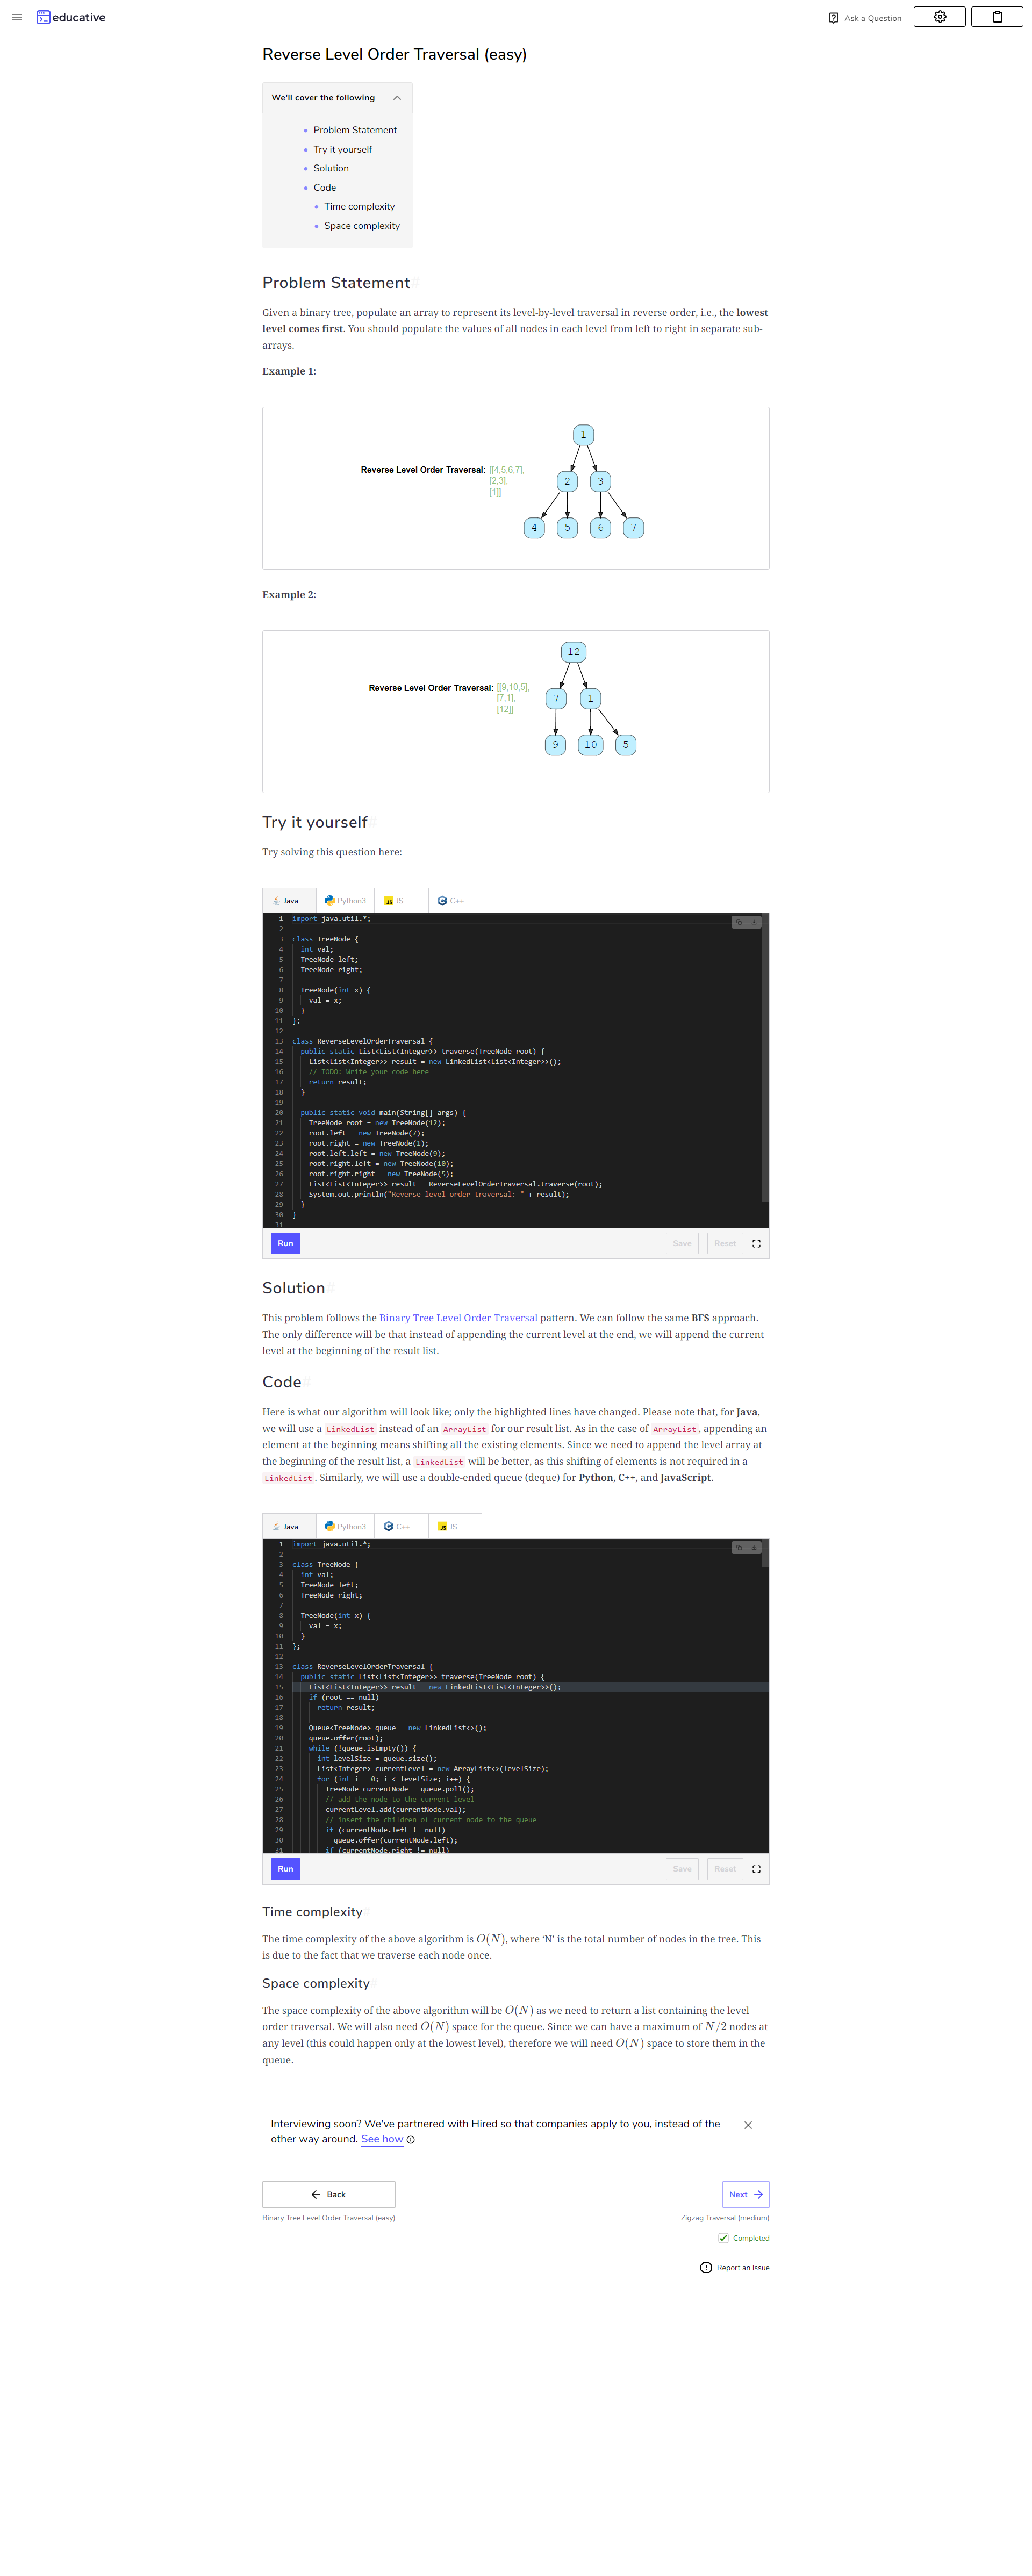 educative
Ask a Question
Reverse Level Order Traversal (easy)
We'll cover the following
Problem Statement
Try it yourself
Solution
Code
Time complexity
Space complexity
Problem Statement
Given a binary tree, populate an array to represent its level-by-level traversal in reverse order, i.e., the lowest
level comes first. You should populate the values of all nodes in each level from left to right in separate sub-
arrays.
Example 1:
1
Reverse Level Order Traversal: [[4,5,6,7],
[2,3],
[1]]
2 3
4 5 6 7
Example 2:
12
Reverse Level Order Traversal: [[9,10,5],
[7,1],
[12]]
7 1
9 10 5
Try it yourself
Try solving this question here:
Java Python3 JS C++
1 import java.util.*;
2
3 class TreeNode {
4 int val;
5 TreeNode left;
6 TreeNode right;
7
8 TreeNode(int x) {
9 val = x;
10 }
11 };
12
13 class ReverseLevelOrderTraversal {
14 public static List<List<Integer>> traverse(TreeNode root) {
15 List<List<Integer>> result = new LinkedList<List<Integer>>();
16 // TODO: Write your code here
17 return result;
18 }
19
20 public static void main(String[] args) {
21 TreeNode root = new TreeNode(12);
22 root.left = new TreeNode(7);
23 root.right = new TreeNode(1);
24 root.left.left = new TreeNode(9);
25 root.right.left = new TreeNode(10);
26 root.right.right = new TreeNode(5);
27 List<List<Integer>> result = ReverseLevelOrderTraversal.traverse(root);
28 System.out.println("Reverse level order traversal: " + result);
29 }
30 }
31
Run Save Reset
Solution
This problem follows the Binary Tree Level Order Traversal pattern. We can follow the same BFS approach.
The only difference will be that instead of appending the current level at the end, we will append the current
level at the beginning of the result list.
Code
Here is what our algorithm will look like; only the highlighted lines have changed. Please note that, for Java,
we will use a LinkedList instead of an ArrayList for our result list. As in the case of ArrayList, appending an
element at the beginning means shifting all the existing elements. Since we need to append the level array at
the beginning of the result list, a LinkedList will be better, as this shifting of elements is not required in a
LinkedList. Similarly, we will use a double-ended queue (deque) for Python, C++, and JavaScript.
Java Python3 C++ JS
1 import java.util.*;
2
3 class TreeNode {
4 int val;
5 TreeNode left;
6 TreeNode right;
7
8 TreeNode(int x) {
9 val = x;
10 }
11 };
12
13 class ReverseLevelOrderTraversal {
14 public static List<List<Integer>> traverse(TreeNode root) {
15 List<List<Integer>> result = new LinkedList<List<Integer>>();
16 if (root == null)
17 return result;
18
19 Queue<TreeNode> queue = new LinkedList<>();
20 queue.offer(root);
21 while (!queue.isEmpty()) {
22 int levelSize = queue.size();
23 List<Integer> currentLevel = new ArrayList<>(levelSize);
24 for (int i = 0; i < levelSize; i++) {
25 TreeNode currentNode = queue.poll();
26 // add the node to the current level
27 currentLevel.add(currentNode.val);
28 // insert the children of current node to the queue
29 if (currentNode.left != null)
30 queue.offer(currentNode.left);
31 if (currentNode.right != null)
Run Save Reset
Time complexity
The time complexity of the above algorithm is O(N), where ‘N’ is the total number of nodes in the tree. This
is due to the fact that we traverse each node once.
Space complexity
The space complexity of the above algorithm will be O(N) as we need to return a list containing the level
order traversal. We will also need O(N) space for the queue. Since we can have a maximum of N/2 nodes at
any level (this could happen only at the lowest level), therefore we will need O(N) space to store them in the
queue.
Interviewing soon? We've partnered with Hired so that companies apply to you, instead of the
other way around. See how
Back Next
Binary Tree Level Order Traversal (easy) Zigzag Traversal (medium)
Completed
Report an Issue